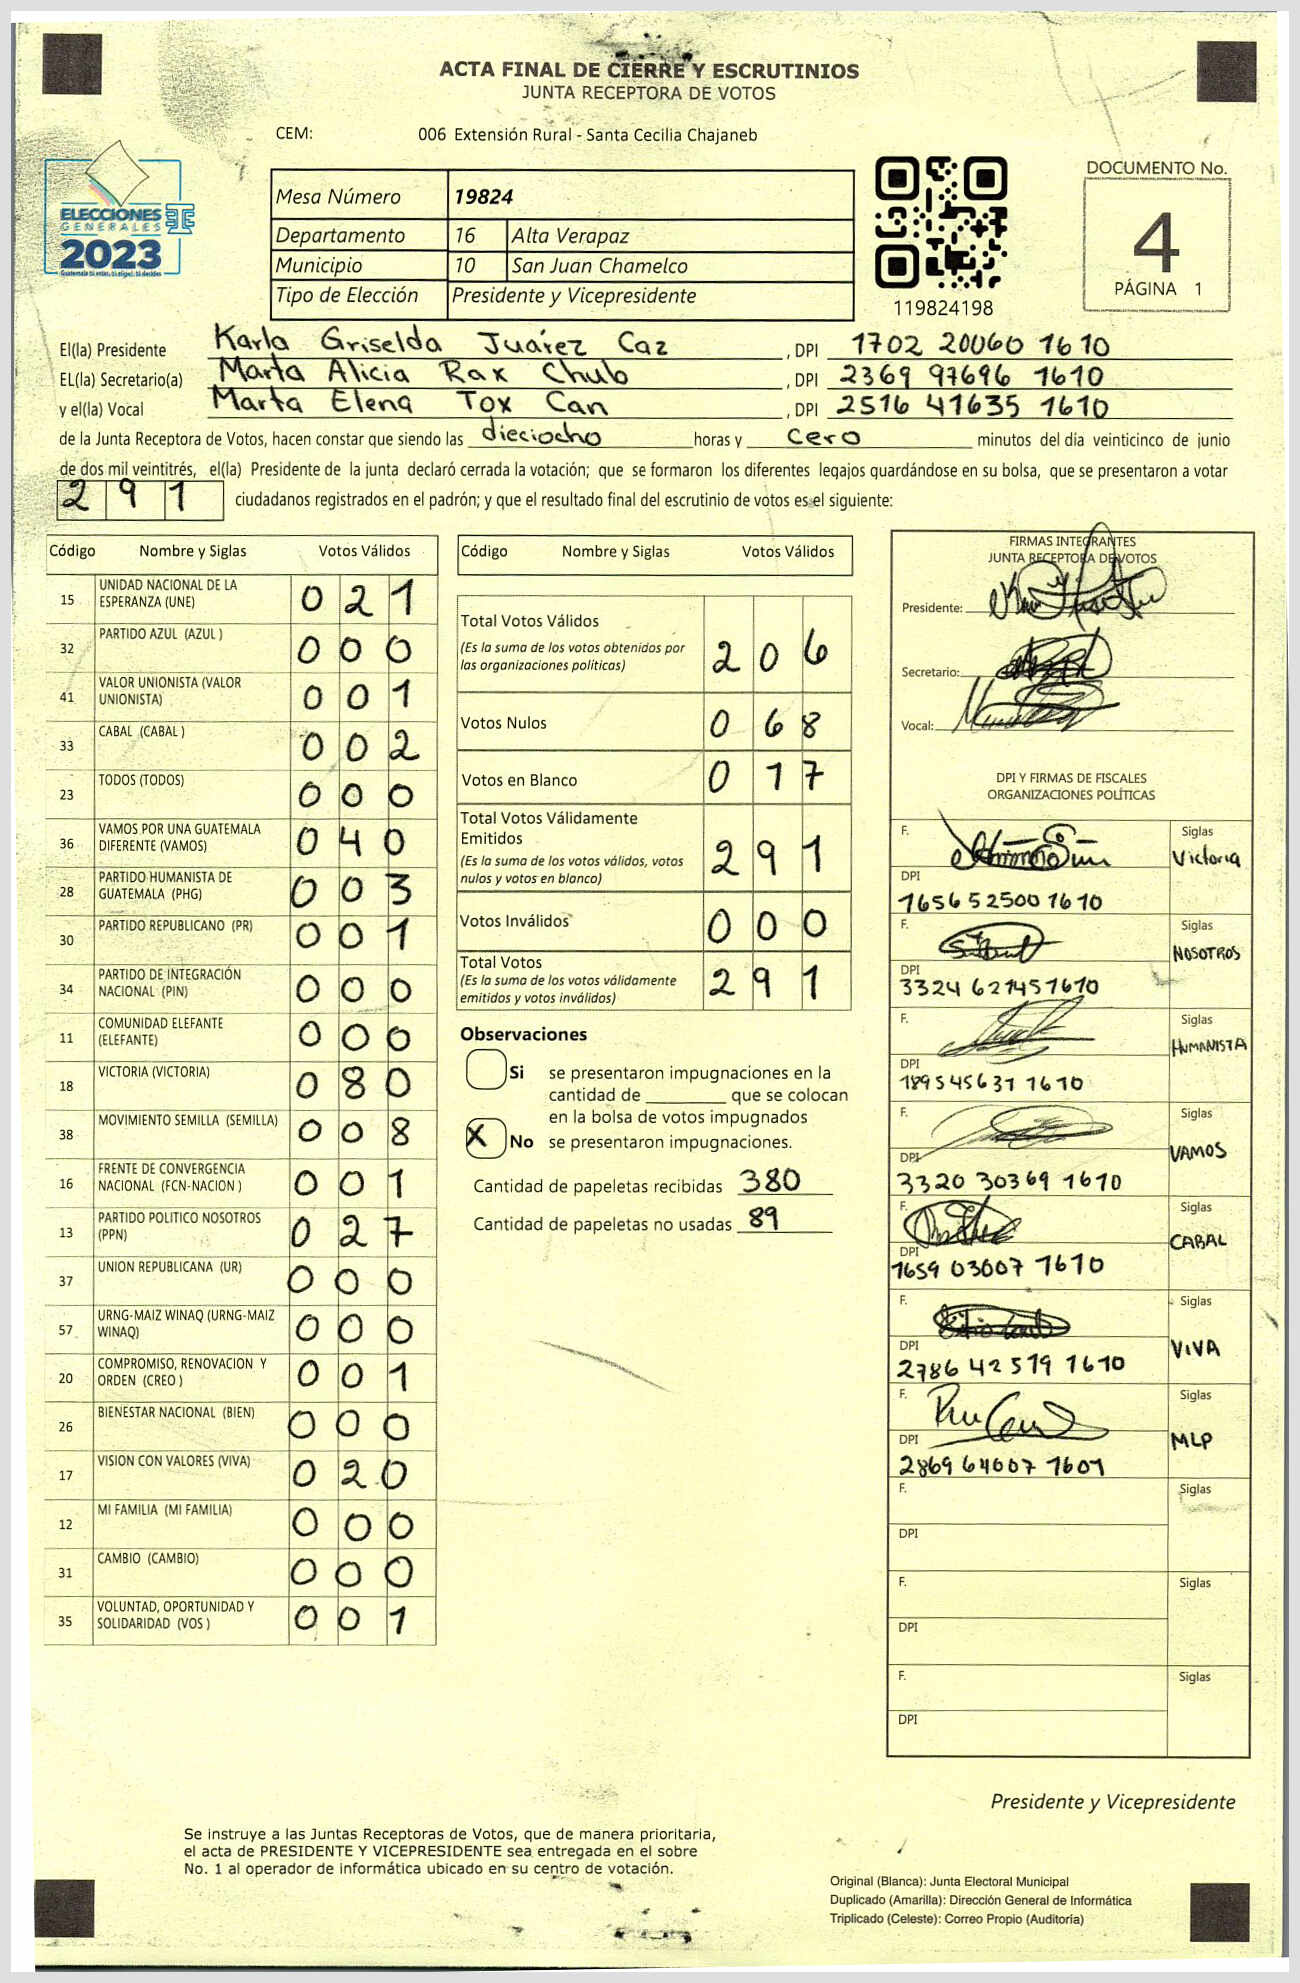 ACTA FINAL DE CIERRE Y ESCRUTINIOS
JUNTA RECEPTORA DE VOTOS
CEM: 006 Extensión Rural - Santa Cecilia Chajaneb
ELECCIONES
GENERALES
2023
Mesa Número 19824
Departamento 16 Alta Verapaz
Municipio 10 San Juan Chamelco
Tipo de Elección Presidente y Vicepresidente
119824198
DOCUMENTO No.
4
PÁGINA 1
El(la) Presidente Karla Griselda Juárez Caz , DPI 1702 20060 1610
EL(la) Secretario(a) Marta Alicia Rax Chub , DPI 2369 97696 1610
y el(la) Vocal Marta Elena Tox Can , DPI 2516 41635 1610
de la Junta Receptora de Votos, hacen constar que siendo las dieciocho horas y cero minutos del día veinticinco de junio
de dos mil veintitrés, el(la) Presidente de la junta declaró cerrada la votación; que se formaron los diferentes legajos guardándose en su bolsa, que se presentaron a votar
291 ciudadanos registrados en el padrón; y que el resultado final del escrutinio de votos es el siguiente:
Código Nombre y Siglas Votos Válidos
15 UNIDAD NACIONAL DE LA ESPERANZA (UNE) 0 2 1
32 PARTIDO AZUL (AZUL ) 0 0 0
41 VALOR UNIONISTA (VALOR UNIONISTA) 0 0 1
33 CABAL (CABAL ) 0 0 2
23 TODOS (TODOS) 0 0 0
36 VAMOS POR UNA GUATEMALA DIFERENTE (VAMOS) 0 4 0
28 PARTIDO HUMANISTA DE GUATEMALA (PHG) 0 0 3
30 PARTIDO REPUBLICANO (PR) 0 0 1
34 PARTIDO DE INTEGRACIÓN NACIONAL (PIN) 0 0 0
11 COMUNIDAD ELEFANTE (ELEFANTE) 0 0 0
18 VICTORIA (VICTORIA) 0 8 0
38 MOVIMIENTO SEMILLA (SEMILLA) 0 0 8
16 FRENTE DE CONVERGENCIA NACIONAL (FCN-NACION ) 0 0 1
13 PARTIDO POLITICO NOSOTROS (PPN) 0 2 7
37 UNION REPUBLICANA (UR) 0 0 0
57 URNG-MAIZ WINAQ (URNG-MAIZ WINAQ) 0 0 0
20 COMPROMISO, RENOVACION Y ORDEN (CREO ) 0 0 1
26 BIENESTAR NACIONAL (BIEN) 0 0 0
17 VISION CON VALORES (VIVA) 0 2 0
12 MI FAMILIA (MI FAMILIA) 0 0 0
31 CAMBIO (CAMBIO) 0 0 0
35 VOLUNTAD, OPORTUNIDAD Y SOLIDARIDAD (VOS ) 0 0 1
Código Nombre y Siglas Votos Válidos
Total Votos Válidos 2 0 6
(Es la suma de los votos obtenidos por
las organizaciones politicas)
Votos Nulos 0 6 8
Votos en Blanco 0 1 7
Total Votos Válidamente
Emitidos 2 9 1
(Es la suma de los votos válidos, votos
nulos y votos en blanco)
Votos Inválidos 0 0 0
Total Votos 2 9 1
(Es la suma de los votos válidamente
emitidos y votos inválidos)
Observaciones
Si se presentaron impugnaciones en la
cantidad de ________ que se colocan
en la bolsa de votos impugnados
X No se presentaron impugnaciones.
Cantidad de papeletas recibidas 380
Cantidad de papeletas no usadas 89
FIRMAS INTEGRANTES
JUNTA RECEPTORA DE VOTOS
Presidente:
Secretario:
Vocal:
DPI Y FIRMAS DE FISCALES
ORGANIZACIONES POLÍTICAS
F. Siglas
Victoria
DPI
1656 52500 1610
F. Siglas
NOSOTROS
DPI
3324 62745 1610
F. Siglas
HUMANISTA
DPI
1895 45631 1610
F. Siglas
VAMOS
DPI
3320 30369 1610
F. Siglas
CABAL
DPI
1659 03007 1610
F. Siglas
VIVA
DPI
2786 42519 1610
F. Siglas
MLP
DPI
2869 64007 1601
F. Siglas
DPI
F. Siglas
DPI
F. Siglas
DPI
Presidente y Vicepresidente
Se instruye a las Juntas Receptoras de Votos, que de manera prioritaria,
el acta de PRESIDENTE Y VICEPRESIDENTE sea entregada en el sobre
No. 1 al operador de informática ubicado en su centro de votación.
Original (Blanca): Junta Electoral Municipal
Duplicado (Amarilla): Dirección General de Informática
Triplicado (Celeste): Correo Propio (Auditoría)